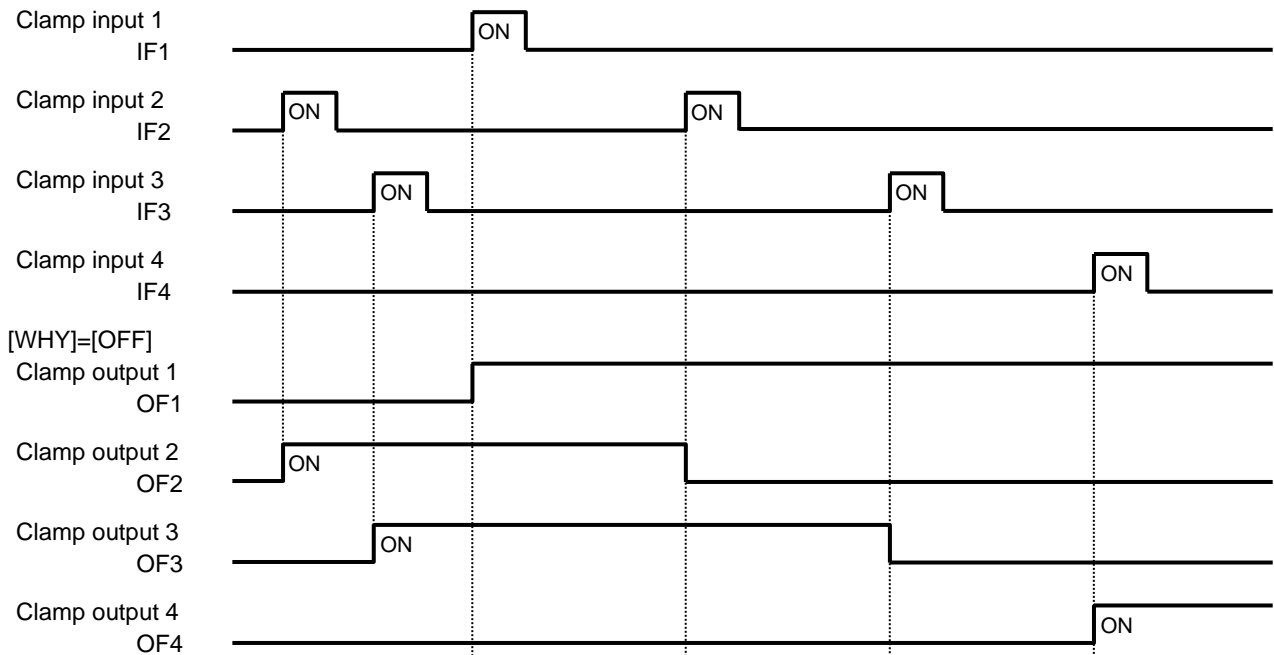 Clamp input 1
ON
IF1
Clamp input 2
ON ON
IF2
Clamp input 3
ON ON
IF3
Clamp input 4
ON
IF4
[WHY]=[OFF]
Clamp output 1
OF1
Clamp output 2
ON
OF2
Clamp output 3
ON
OF3
Clamp output 4
ON
OF4